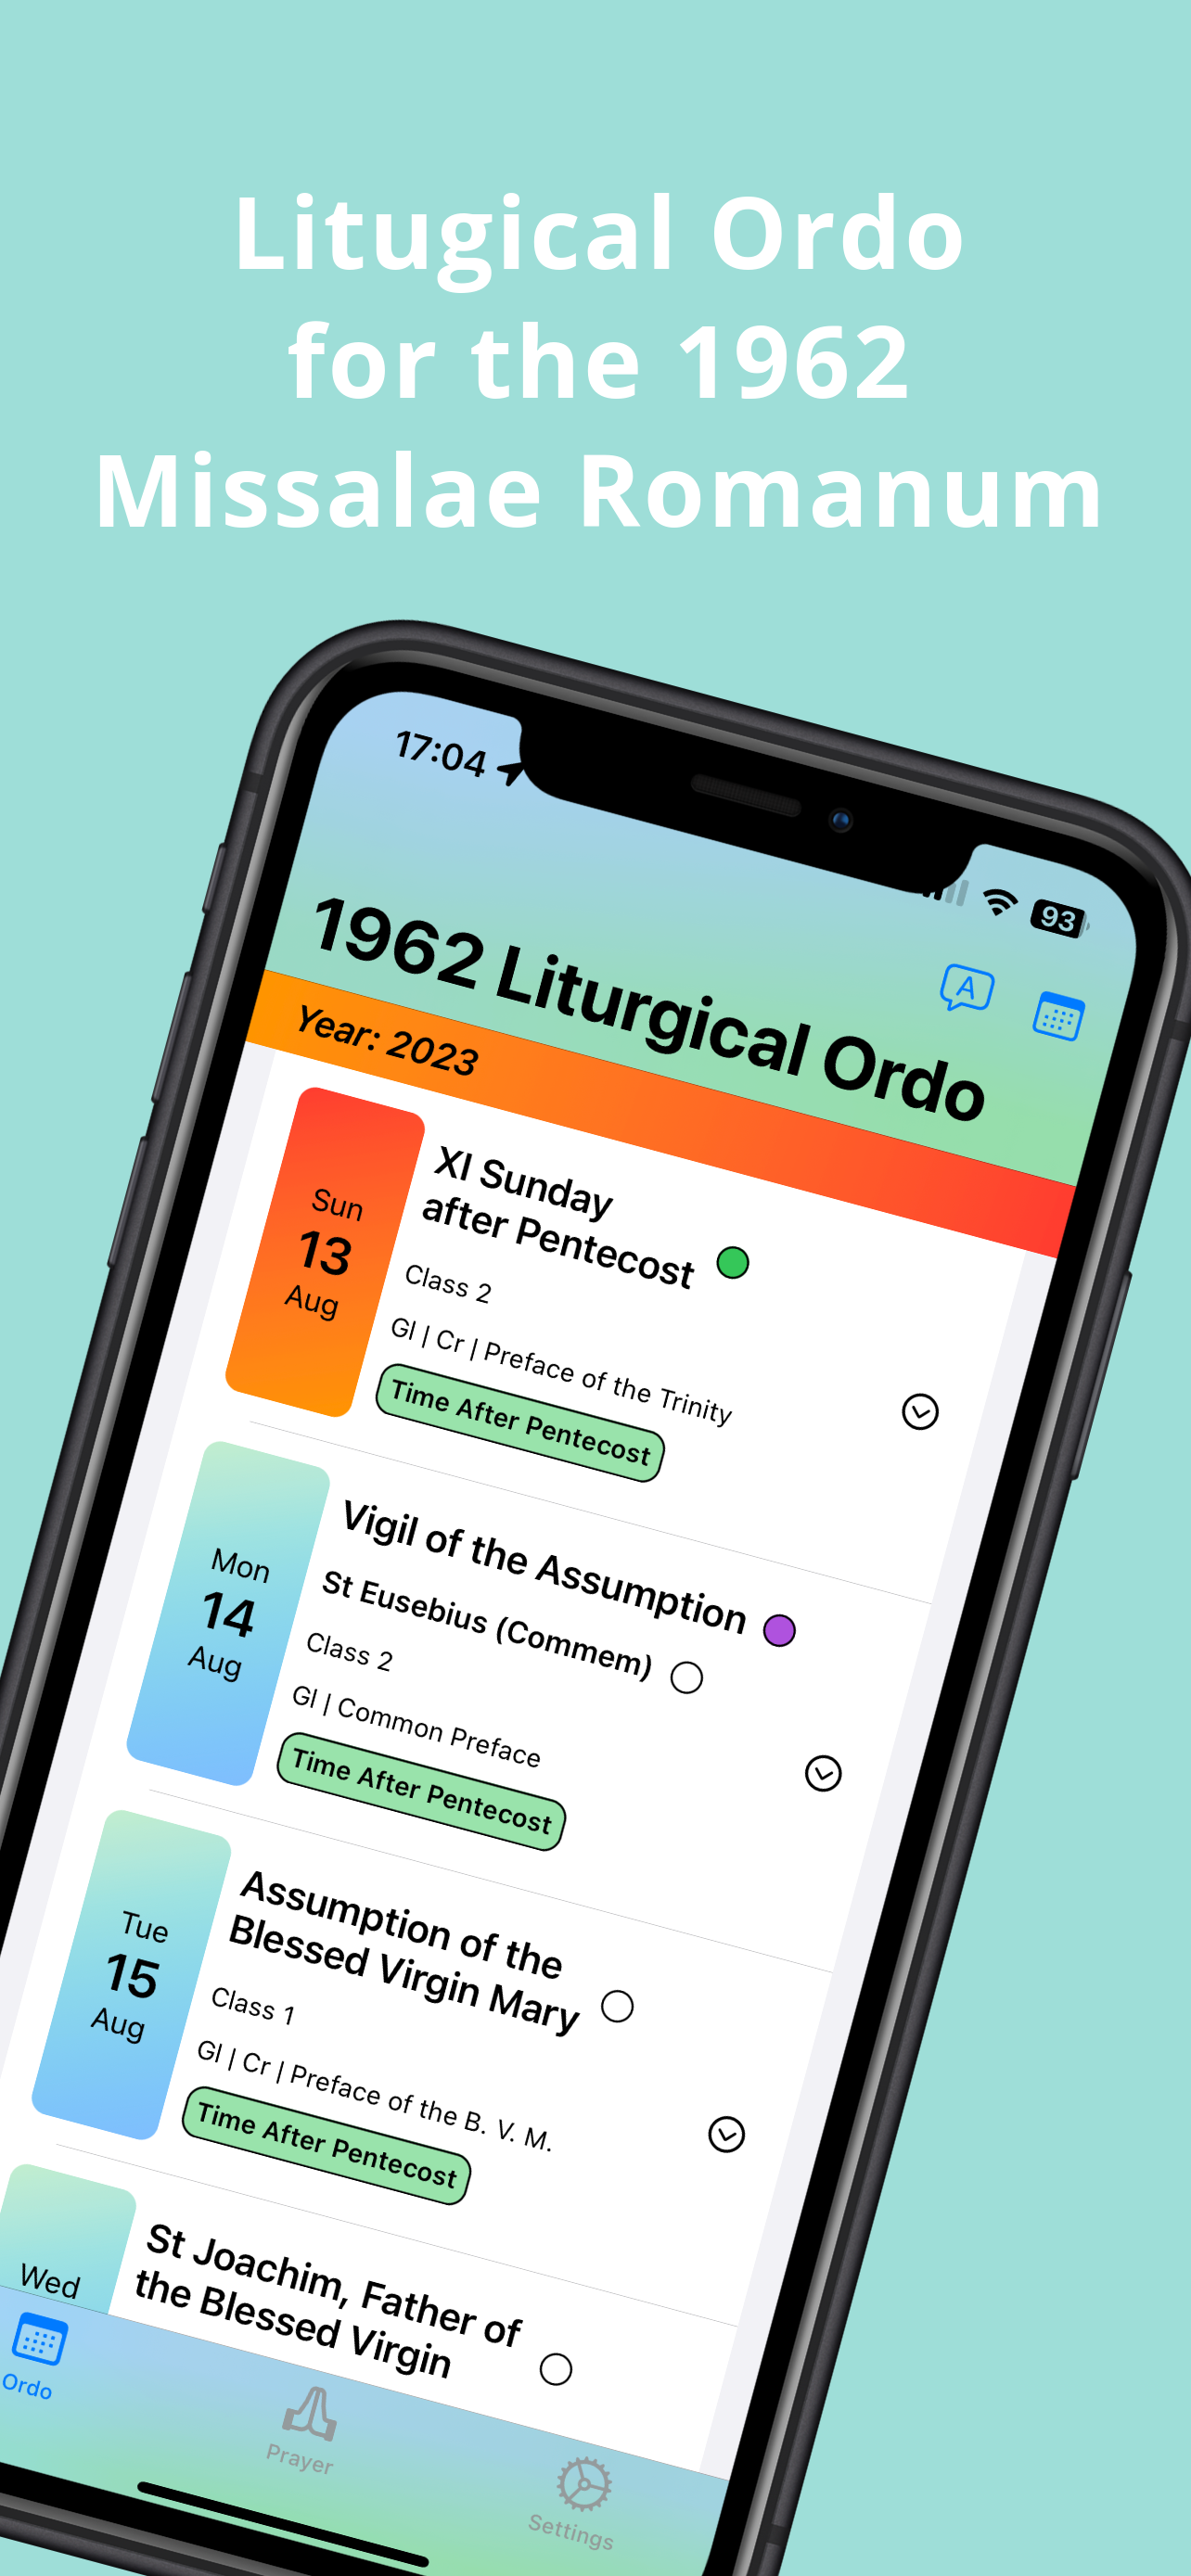 Litugical Ordo
for the 1962
Missalae Romanum
17:04
93
A
1962 Liturgical Ordo
Year: 2023
Sun
13
Aug
XI Sunday
after Pentecost
Class 2
Gl | Cr | Preface of the Trinity
Time After Pentecost
Mon
14
Aug
Vigil of the Assumption
St Eusebius (Commem)
Class 2
Gl | Common Preface
Time After Pentecost
Tue
15
Aug
Assumption of the
Blessed Virgin Mary
Class 1
Gl | Cr | Preface of the B. V. M.
Time After Pentecost
Wed
St Joachim, Father of
the Blessed Virgin
Ordo
Prayer
Settings